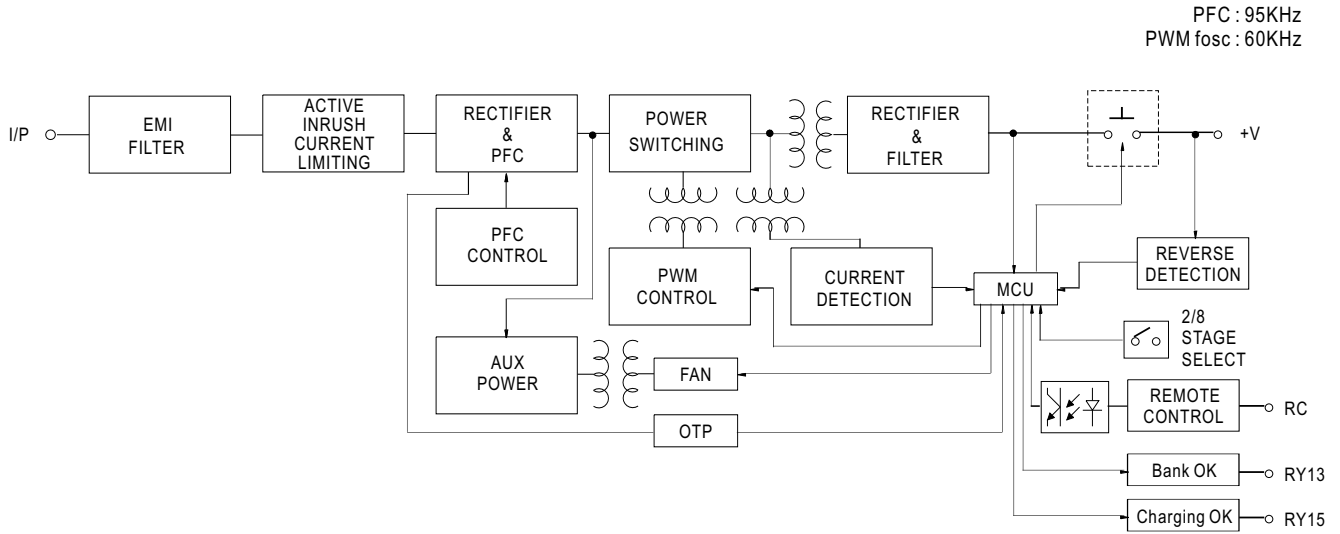 PFC : 95KHz
PWM fosc : 60KHz
I/P
EMI
FILTER
ACTIVE
INRUSH
CURRENT
LIMITING
RECTIFIER
&
PFC
POWER
SWITCHING
RECTIFIER
&
FILTER
+V
PFC
CONTROL
PWM
CONTROL
CURRENT
DETECTION
MCU
REVERSE
DETECTION
2/8
STAGE
SELECT
AUX
POWER
FAN
OTP
REMOTE
CONTROL
RC
Bank OK
RY13
Charging OK
RY15